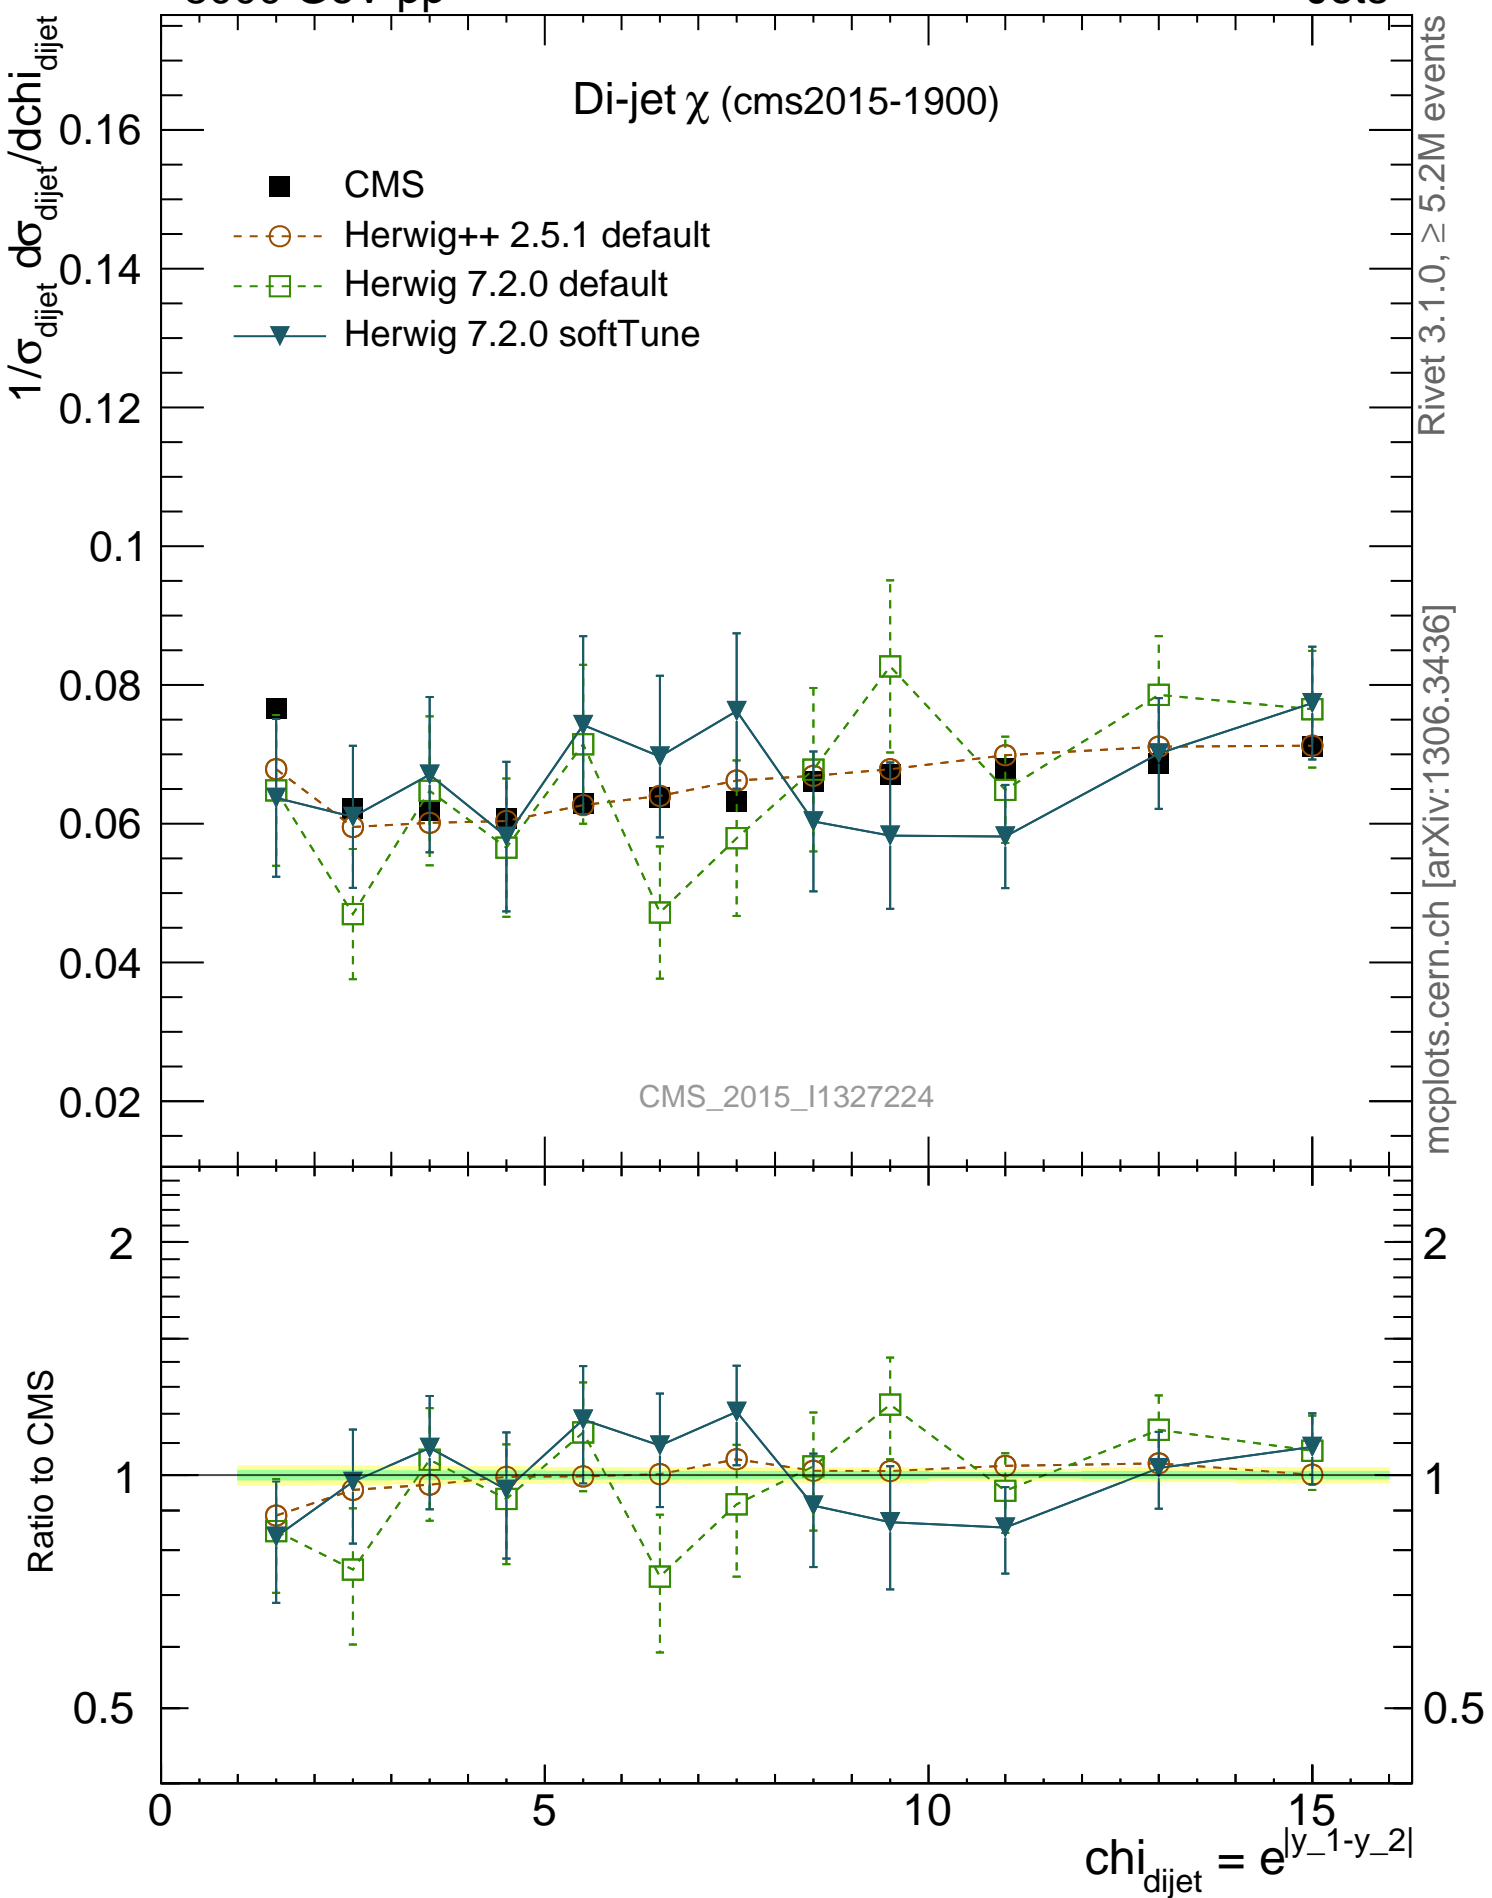 1/σdijet dσdijet/dchidijet
Di-jet χ (cms2015-1900)
CMS
Herwig++ 2.5.1 default
Herwig 7.2.0 default
Herwig 7.2.0 softTune
0.16
0.14
0.12
0.1
0.08
0.06
0.04
0.02
CMS_2015_I1327224
Rivet 3.1.0, ≥ 5.2M events
mcplots.cern.ch [arXiv:1306.3436]
Ratio to CMS
2
1
0.5
2
1
0.5
0
5
10
15
chidijet = e|y_1-y_2|